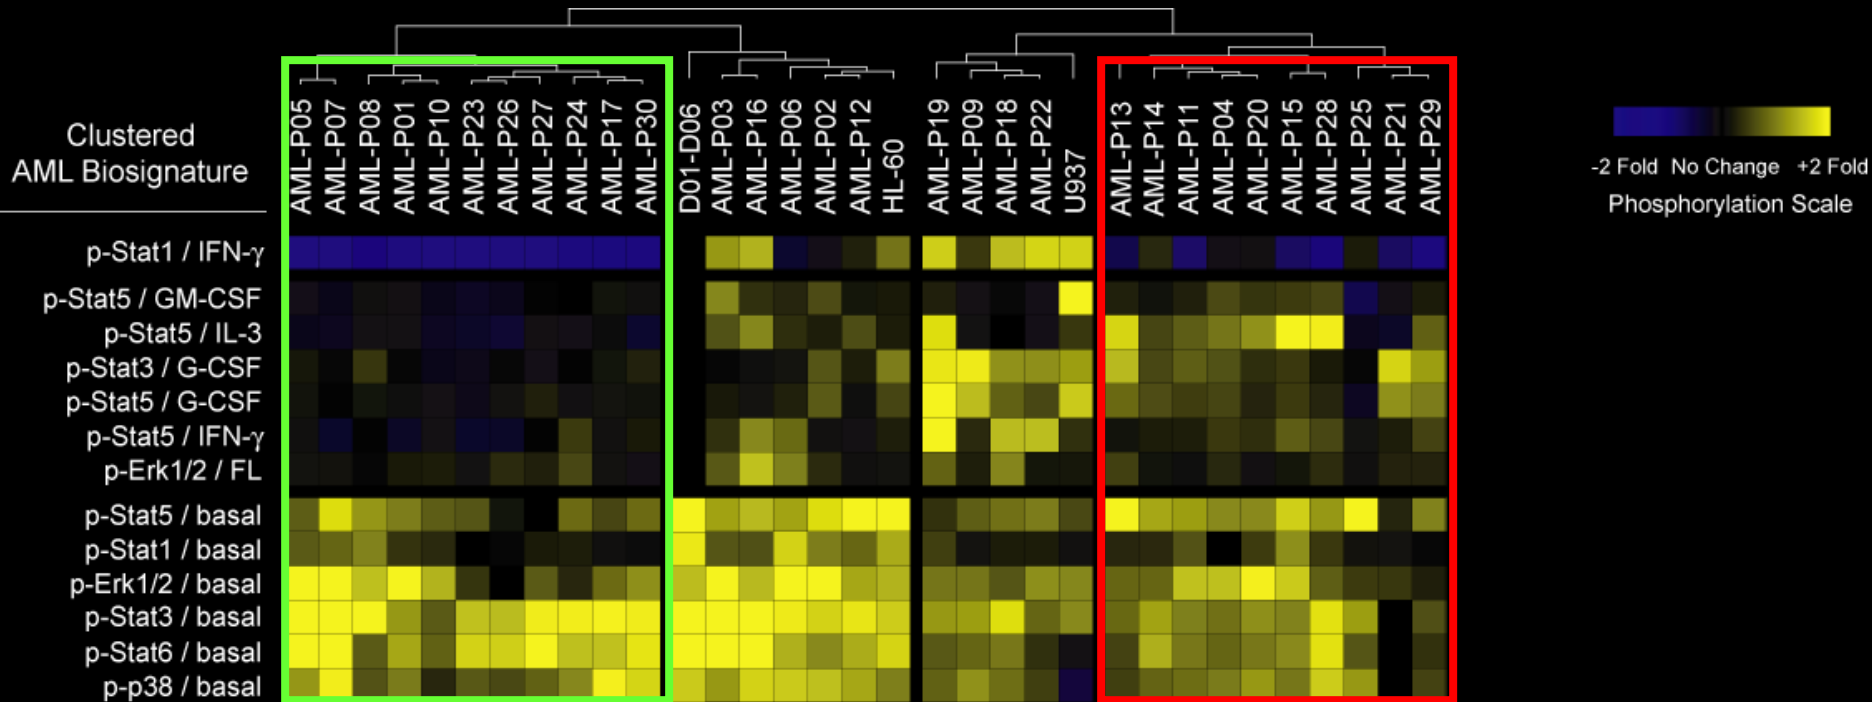 Clustered
AML Biosignature
AML-P05
AML-P07
AML-P08
AML-P01
AML-P10
AML-P23
AML-P26
AML-P27
AML-P24
AML-P17
AML-P30
D01-D06
AML-P03
AML-P16
AML-P06
AML-P02
AML-P12
HL-60
AML-P19
AML-P09
AML-P18
AML-P22
U937
AML-P13
AML-P14
AML-P11
AML-P04
AML-P20
AML-P15
AML-P28
AML-P25
AML-P21
AML-P29
-2 Fold No Change +2 Fold
Phosphorylation Scale
p-Stat1 / IFN-γ
p-Stat5 / GM-CSF
p-Stat5 / IL-3
p-Stat3 / G-CSF
p-Stat5 / G-CSF
p-Stat5 / IFN-γ
p-Erk1/2 / FL
p-Stat5 / basal
p-Stat1 / basal
p-Erk1/2 / basal
p-Stat3 / basal
p-Stat6 / basal
p-p38 / basal